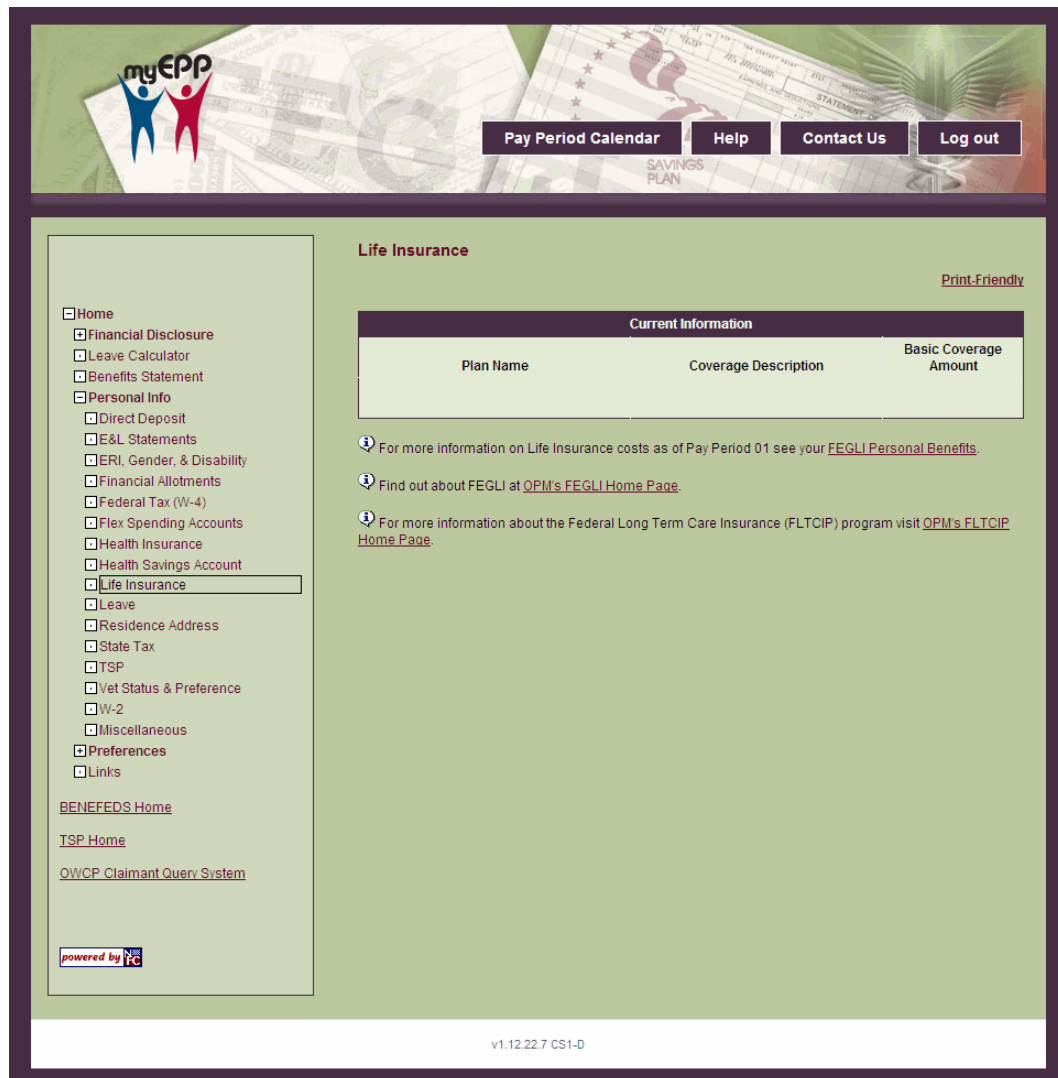 myEPP
STATEMENT
Pay Period Calendar
Help
Contact Us
Log out
SAVINGS
PLAN
Life Insurance
Print-Friendly
Home
Financial Disclosure
Leave Calculator
Benefits Statement
Personal Info
Direct Deposit
E&L Statements
ERI, Gender, & Disability
Financial Allotments
Federal Tax (W-4)
Flex Spending Accounts
Health Insurance
Health Savings Account
Life Insurance
Leave
Residence Address
State Tax
TSP
Vet Status & Preference
W-2
Miscellaneous
Preferences
Links
BENEFEDS Home
TSP Home
OWCP Claimant Query System
powered by NFC
Current Information
Plan Name
Coverage Description
Basic Coverage
Amount
For more information on Life Insurance costs as of Pay Period 01 see your FEGLI Personal Benefits.
Find out about FEGLI at OPM's FEGLI Home Page.
For more information about the Federal Long Term Care Insurance (FLTCIP) program visit OPM's FLTCIP
Home Page.
v1.12.22.7 CS1-D